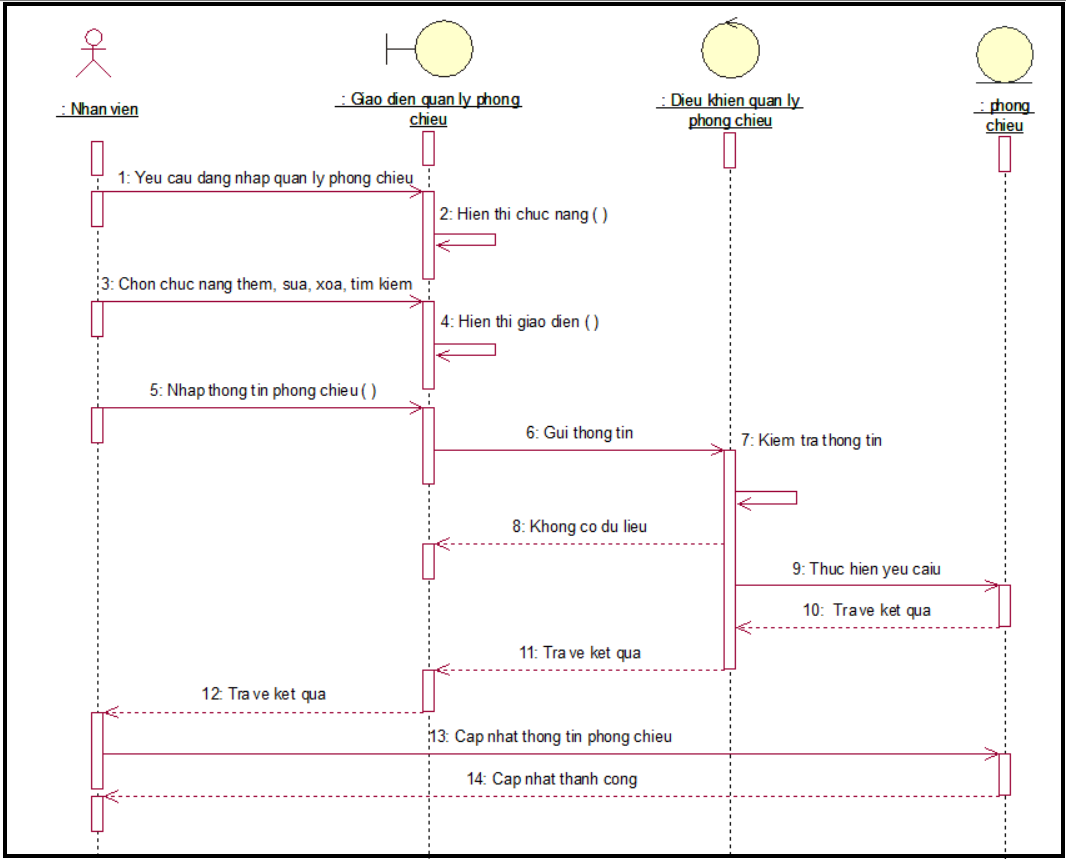 : Nhan vien
: Giao dien quan ly phong
chieu
: Dieu khien quan ly
phong chieu
: phong
chieu
1: Yeu cau dang nhap quan ly phong chieu
2: Hien thi chuc nang ( )
3: Chon chuc nang them, sua, xoa, tim kiem
4: Hien thi giao dien ( )
5: Nhap thong tin phong chieu ( )
6: Gui thong tin
7: Kiem tra thong tin
8: Khong co du lieu
9: Thuc hien yeu caiu
10: Tra ve ket qua
11: Tra ve ket qua
12: Tra ve ket qua
13: Cap nhat thong tin phong chieu
14: Cap nhat thanh cong